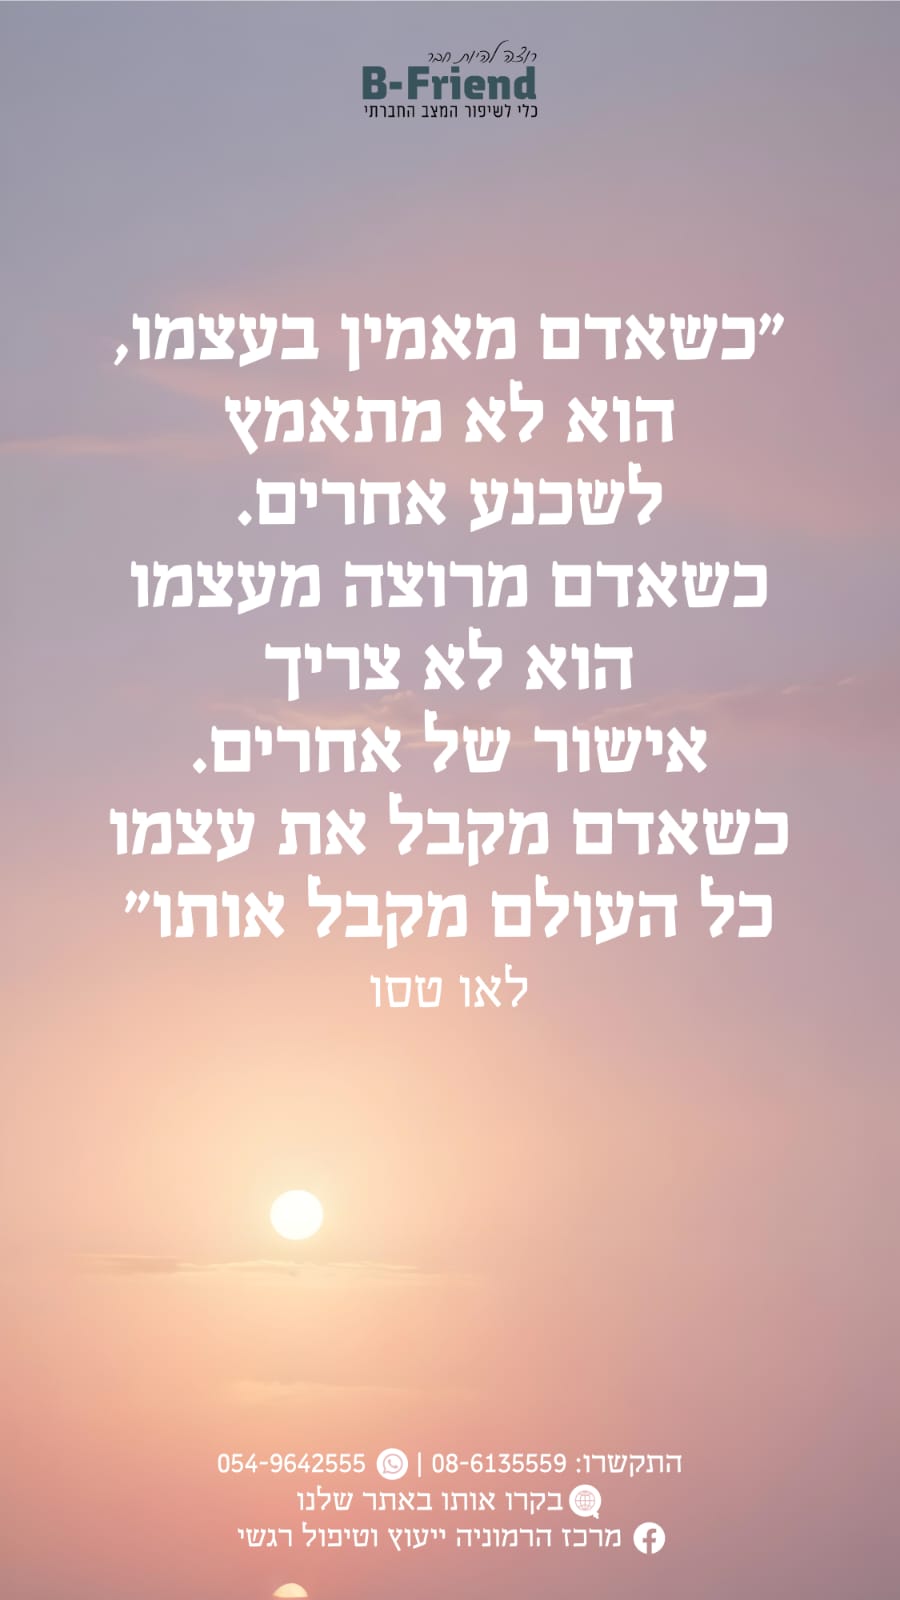 רוצה להיות חבר
B-Friend
כלי לשיפור המצב החברתי
"כשאדם מאמין בעצמו,
הוא לא מתאמץ
לשכנע אחרים.
כשאדם מרוצה מעצמו
הוא לא צריך
אישור של אחרים.
כשאדם מקבל את עצמו
כל העולם מקבל אותו"
לאו טסו
התקשרו: 08-6135559 | 054-9642555
בקרו אותו באתר שלנו
מרכז הרמוניה ייעוץ וטיפול רגשי